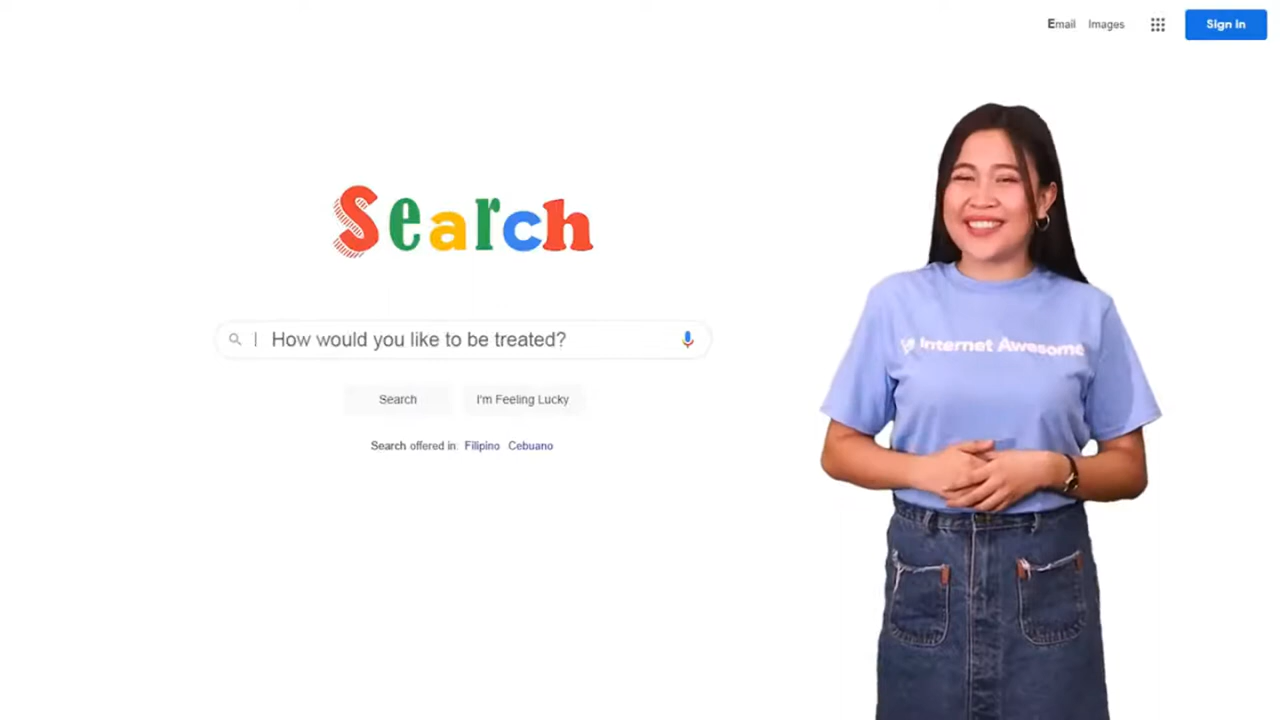 Email Images Sign in
Search
How would you like to be treated?
Internet Awesome
Search I'm Feeling Lucky
Search offered in: Filipino Cebuano